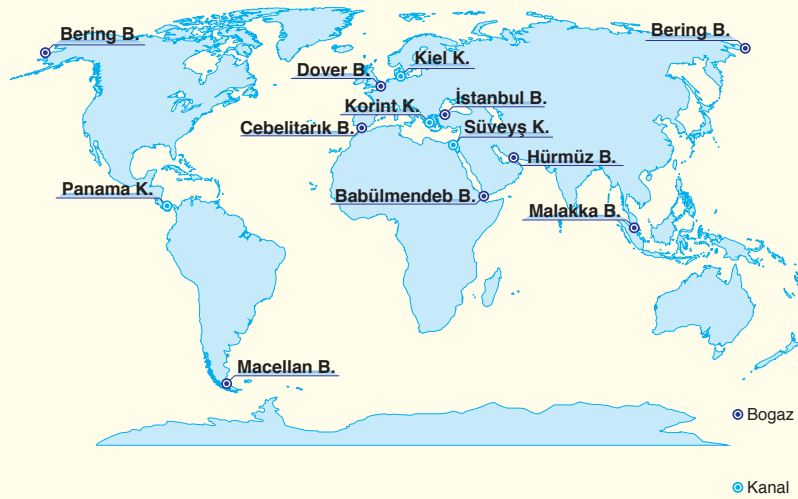 Bering B.
Bering B.
Kiel K.
Dover B.
İstanbul B.
Korint K.
Cebelitarık B.
Süveyş K.
Hürmüz B.
Panama K.
Babülmendeb B.
Malakka B.
Macellan B.
Bogaz
Kanal